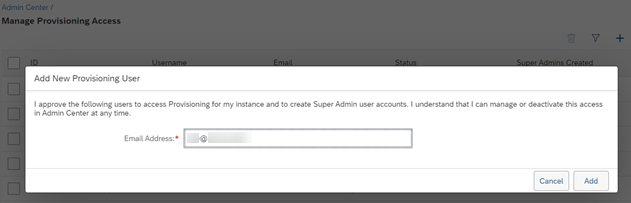 Admin Center /
Manage Provisioning Access
ID Username Email Status Super Admins Created
Add New Provisioning User
I approve the following users to access Provisioning for my instance and to create Super Admin user accounts. I understand that I can manage or deactivate this access
in Admin Center at any time.
Email Address:* @
Cancel Add